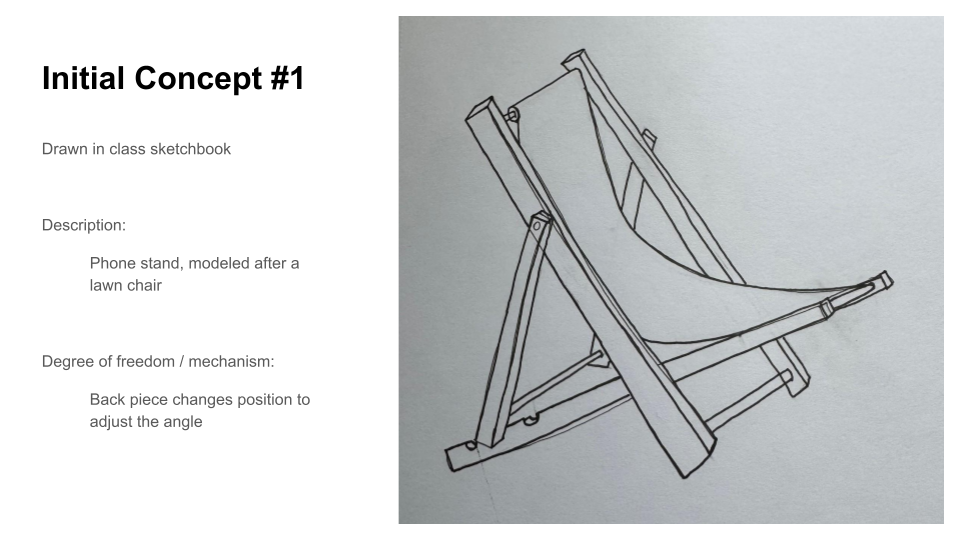 Initial Concept #1
Drawn in class sketchbook
Description:
Phone stand, modeled after a
lawn chair
Degree of freedom / mechanism:
Back piece changes position to
adjust the angle